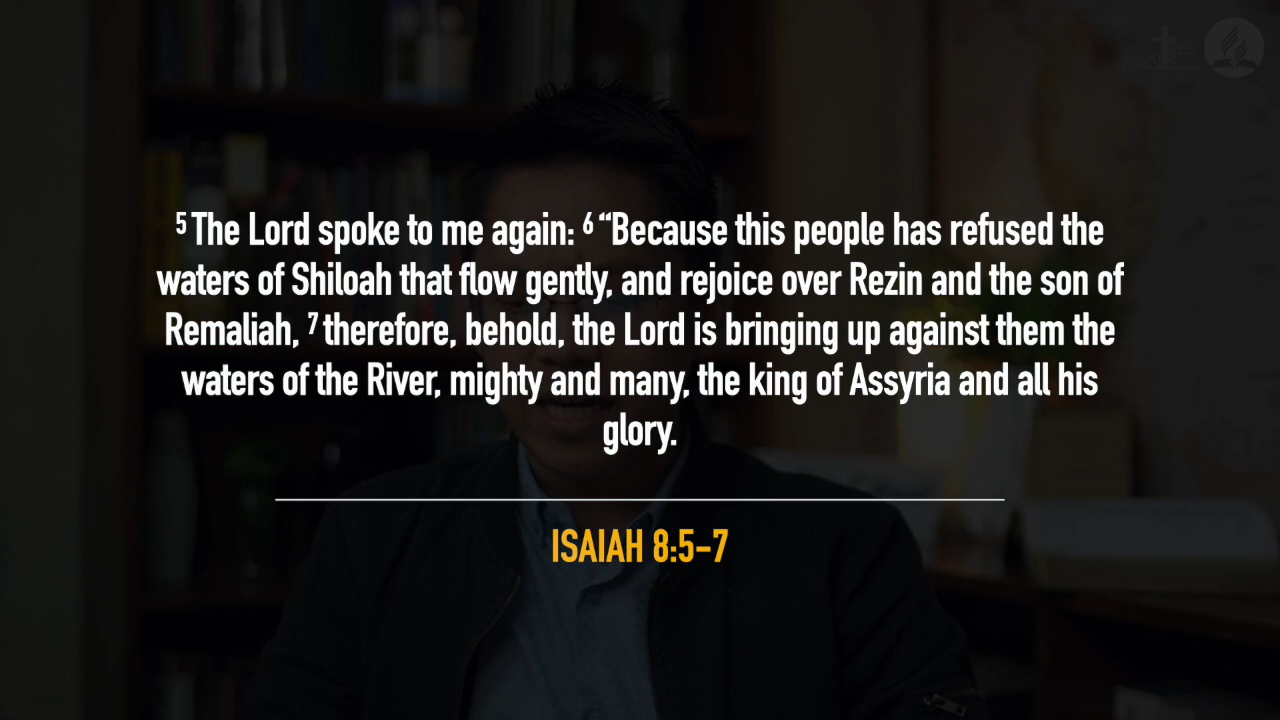 ⁵ The Lord spoke to me again: ⁶ “Because this people has refused the
waters of Shiloah that flow gently, and rejoice over Rezin and the son of
Remaliah, ⁷ therefore, behold, the Lord is bringing up against them the
waters of the River, mighty and many, the king of Assyria and all his
glory.
ISAIAH 8:5-7